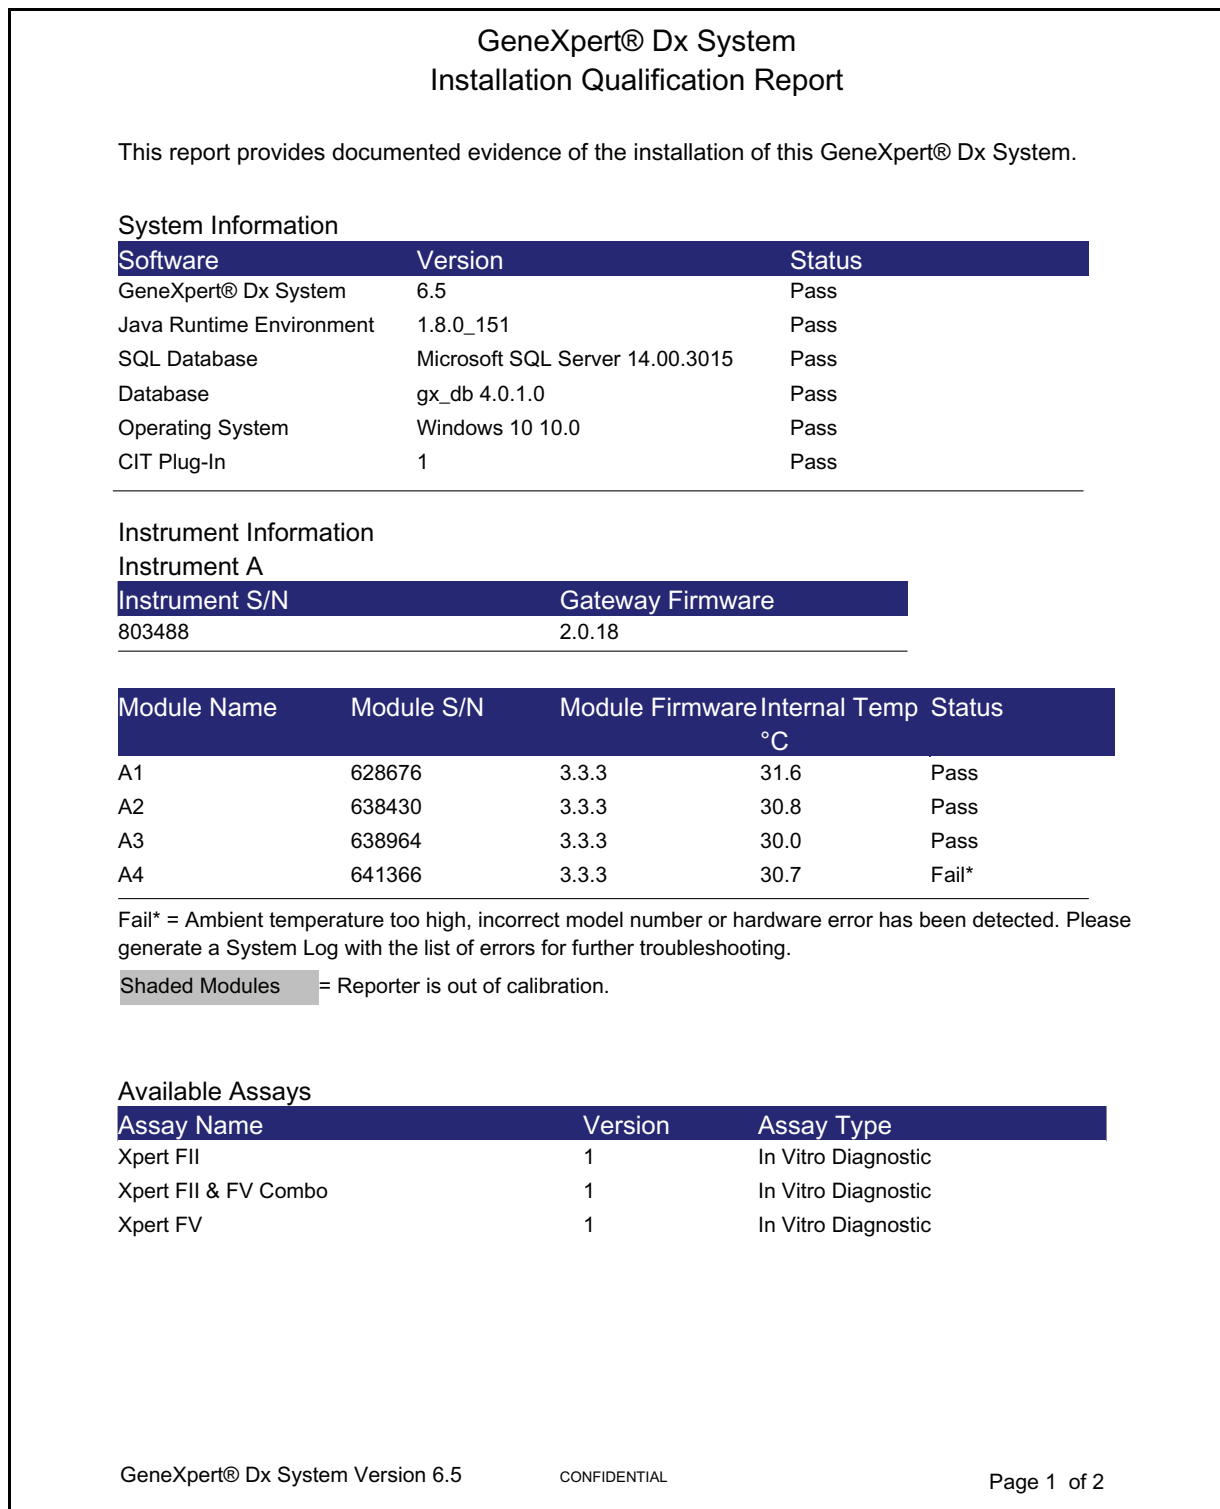 GeneXpert® Dx System
Installation Qualification Report
This report provides documented evidence of the installation of this GeneXpert® Dx System.
System Information
Software Version Status
GeneXpert® Dx System 6.5 Pass
Java Runtime Environment 1.8.0_151 Pass
SQL Database Microsoft SQL Server 14.00.3015 Pass
Database gx_db 4.0.1.0 Pass
Operating System Windows 10 10.0 Pass
CIT Plug-In 1 Pass
Instrument Information
Instrument A
Instrument S/N Gateway Firmware
803488 2.0.18
Module Name Module S/N Module Firmware Internal Temp Status
°C
A1 628676 3.3.3 31.6 Pass
A2 638430 3.3.3 30.8 Pass
A3 638964 3.3.3 30.0 Pass
A4 641366 3.3.3 30.7 Fail*
Fail* = Ambient temperature too high, incorrect model number or hardware error has been detected. Please
generate a System Log with the list of errors for further troubleshooting.
Shaded Modules = Reporter is out of calibration.
Available Assays
Assay Name Version Assay Type
Xpert FII 1 In Vitro Diagnostic
Xpert FII & FV Combo 1 In Vitro Diagnostic
Xpert FV 1 In Vitro Diagnostic
GeneXpert® Dx System Version 6.5 CONFIDENTIAL Page 1 of 2